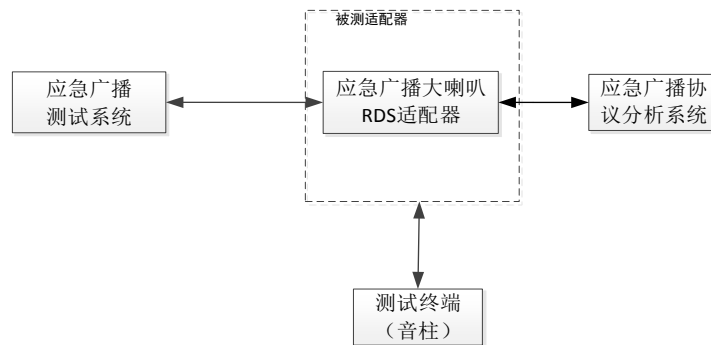 被测适配器
应急广播
测试系统
应急广播大喇叭
RDS适配器
应急广播协
议分析系统
测试终端
（音柱）